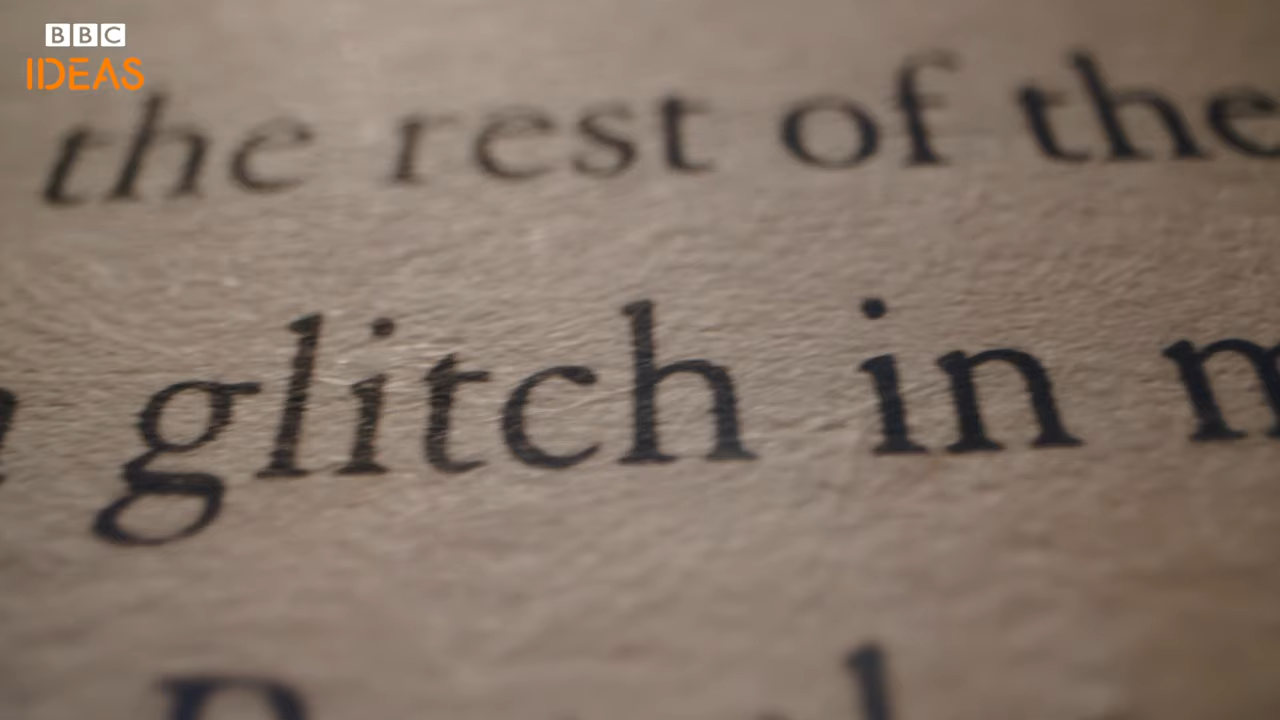 BBC
IDEAS
the rest of the
glitch in